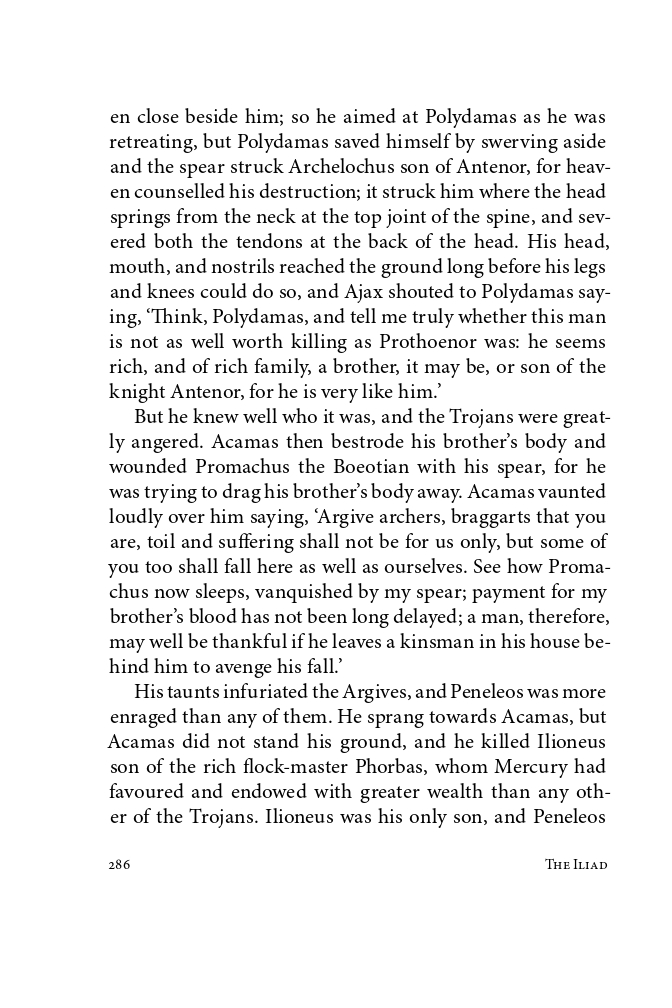 en close beside him; so he aimed at Polydamas as he was
retreating, but Polydamas saved himself by swerving aside
and the spear struck Archelochus son of Antenor, for heav-
en counselled his destruction; it struck him where the head
springs from the neck at the top joint of the spine, and sev-
ered both the tendons at the back of the head. His head,
mouth, and nostrils reached the ground long before his legs
and knees could do so, and Ajax shouted to Polydamas say-
ing, ‘Think, Polydamas, and tell me truly whether this man
is not as well worth killing as Prothoenor was: he seems
rich, and of rich family, a brother, it may be, or son of the
knight Antenor, for he is very like him.’
But he knew well who it was, and the Trojans were great-
ly angered. Acamas then bestrode his brother’s body and
wounded Promachus the Boeotian with his spear, for he
was trying to drag his brother’s body away. Acamas vaunted
loudly over him saying, ‘Argive archers, braggarts that you
are, toil and suffering shall not be for us only, but some of
you too shall fall here as well as ourselves. See how Proma-
chus now sleeps, vanquished by my spear; payment for my
brother’s blood has not been long delayed; a man, therefore,
may well be thankful if he leaves a kinsman in his house be-
hind him to avenge his fall.’
His taunts infuriated the Argives, and Peneleos was more
enraged than any of them. He sprang towards Acamas, but
Acamas did not stand his ground, and he killed Ilioneus
son of the rich flock-master Phorbas, whom Mercury had
favoured and endowed with greater wealth than any oth-
er of the Trojans. Ilioneus was his only son, and Peneleos
286 The Iliad